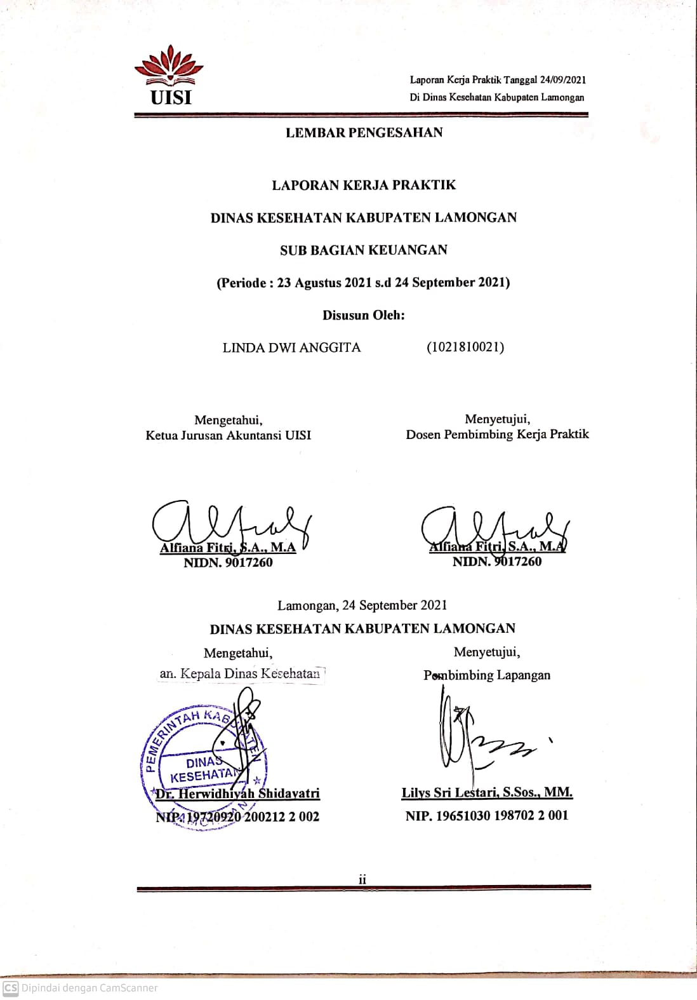 UISI
Laporan Kerja Praktik Tanggal 24/09/2021
Di Dinas Kesehatan Kabupaten Lamongan
LEMBAR PENGESAHAN
LAPORAN KERJA PRAKTIK
DINAS KESEHATAN KABUPATEN LAMONGAN
SUB BAGIAN KEUANGAN
(Periode : 23 Agustus 2021 s.d 24 September 2021)
Disusun Oleh:
LINDA DWI ANGGITA (1021810021)
Mengetahui,
Ketua Jurusan Akuntansi UISI
Menyetujui,
Dosen Pembimbing Kerja Praktik
Alfiana Fitri, S.A., M.A
NIDN. 9017260
Alfiana Fitri, S.A., M.A
NIDN. 9017260
Lamongan, 24 September 2021
DINAS KESEHATAN KABUPATEN LAMONGAN
Mengetahui,
an. Kepala Dinas Kesehatan
Menyetujui,
Pembimbing Lapangan
PEMERINTAH KABUPATEN
DINAS
KESEHATAN
LAMONGAN
Dr. Herwidhiyah Shidayatri
NIP. 19720920 200212 2 002
Lilys Sri Lestari, S.Sos., MM.
NIP. 19651030 198702 2 001
ii
CS Dipindai dengan CamScanner